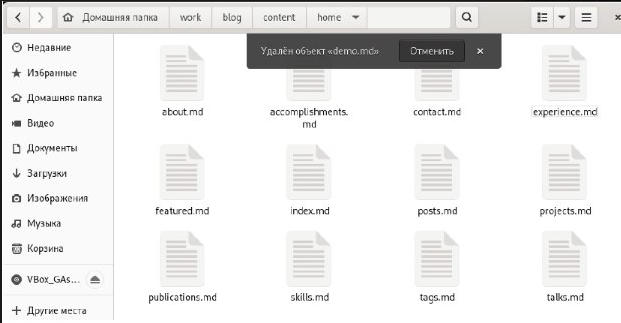 Домашняя папка work blog content home
Недавние
Избранные
Домашняя папка
Видео
Документы
Загрузки
Изображения
Музыка
Корзина
VBox_GAs...
Другие места
Удалён объект «demo.md» Отменить
about.md accomplishments.md contact.md experience.md
featured.md index.md posts.md projects.md
publications.md skills.md tags.md talks.md